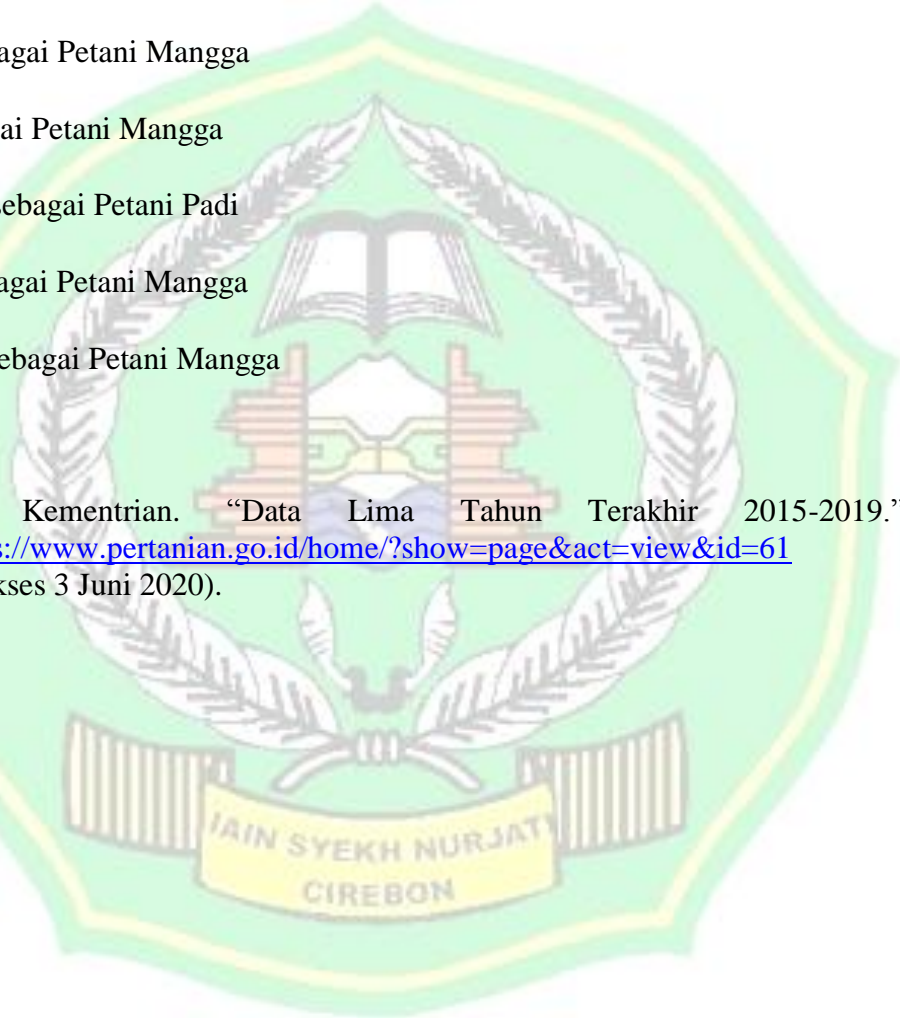 agai Petani Mangga
ai Petani Mangga
sebagai Petani Padi
agai Petani Mangga
sebagai Petani Mangga
Kementrian. “Data Lima Tahun Terakhir 2015-2019.”
s://www.pertanian.go.id/home/?show=page&act=view&id=61
kses 3 Juni 2020).
IAIN SYEKH NURJATI
CIREBON